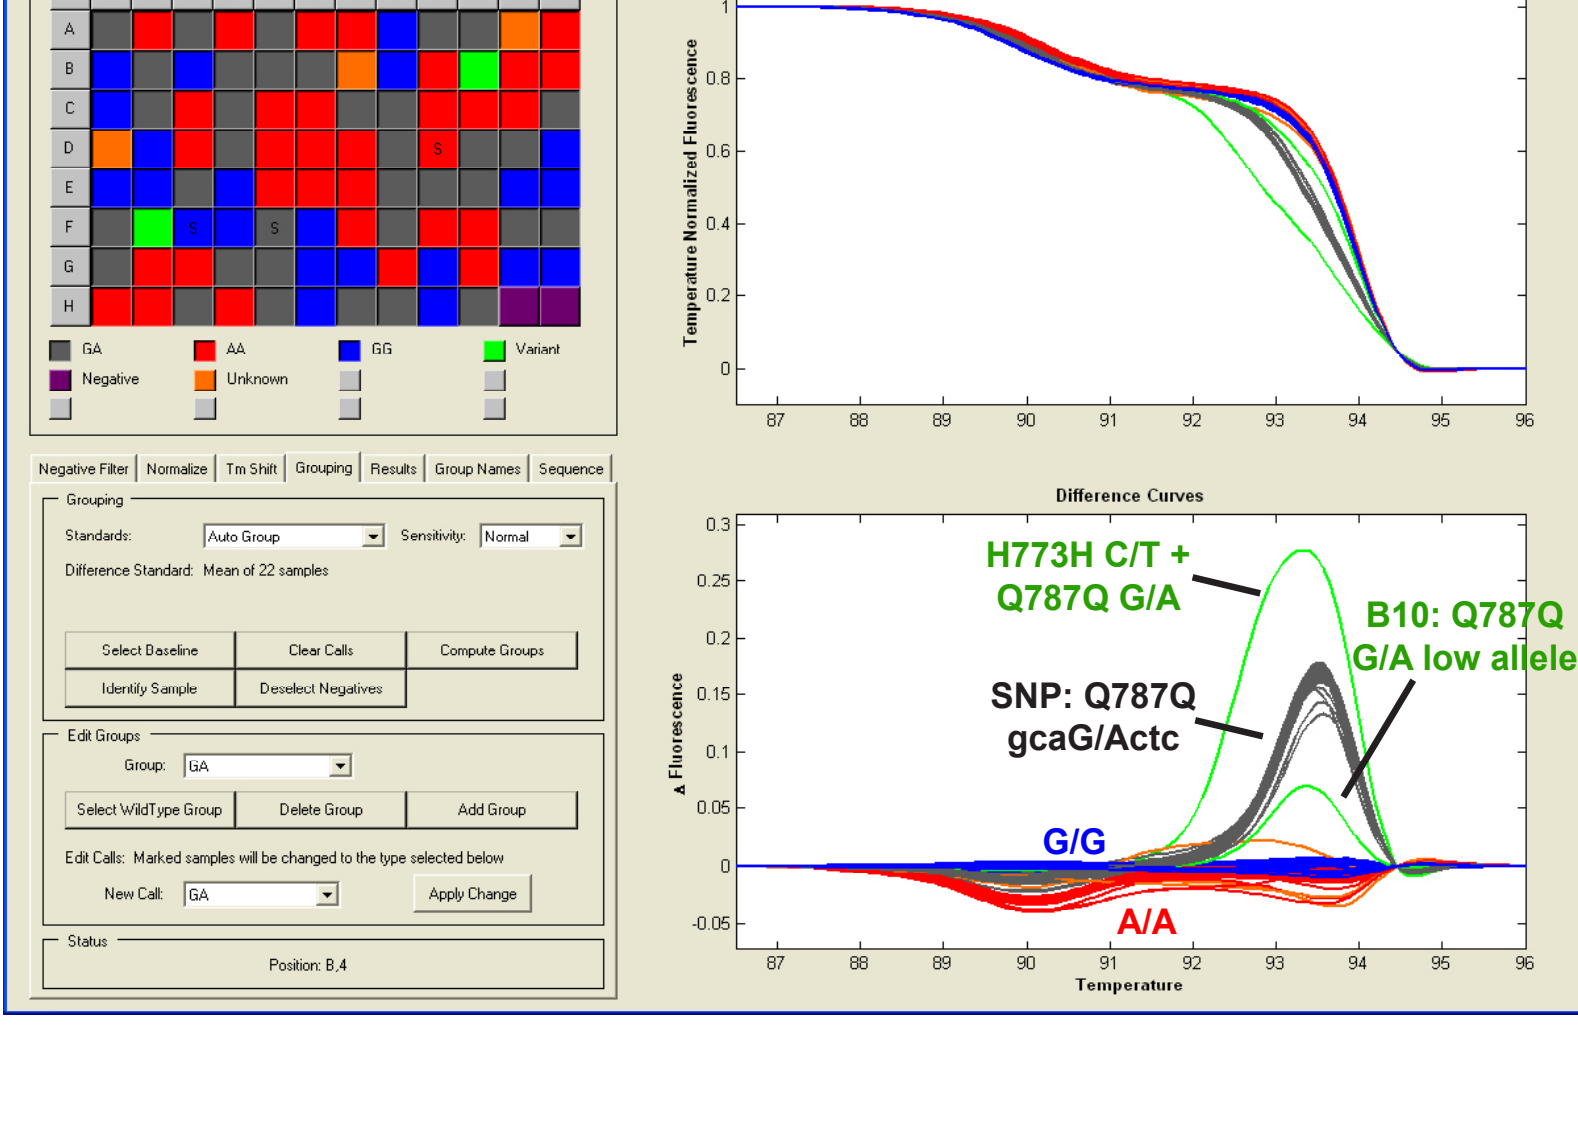 A
B
C
D
S
E
F
S
S
G
H
GA
AA
GG
Variant
Negative
Unknown
Negative Filter
Normalize
Tm Shift
Grouping
Results
Group Names
Sequence
Grouping
Standards:
Auto Group
Sensitivity:
Normal
Difference Standard: Mean of 22 samples
Select Baseline
Clear Calls
Compute Groups
Identify Sample
Deselect Negatives
Edit Groups
Group:
GA
Select WildType Group
Delete Group
Add Group
Edit Calls: Marked samples will be changed to the type selected below
New Call:
GA
Apply Change
Status
Position: B,4
Temperature Normalized Fluorescence
1
0.8
0.6
0.4
0.2
0
87 88 89 90 91 92 93 94 95 96
Difference Curves
Δ Fluorescence
0.3
0.25
0.2
0.15
0.1
0.05
0
-0.05
H773H C/T +
Q787Q G/A
B10: Q787Q
G/A low allele
SNP: Q787Q
gcaG/Actc
G/G
A/A
87 88 89 90 91 92 93 94 95 96
Temperature